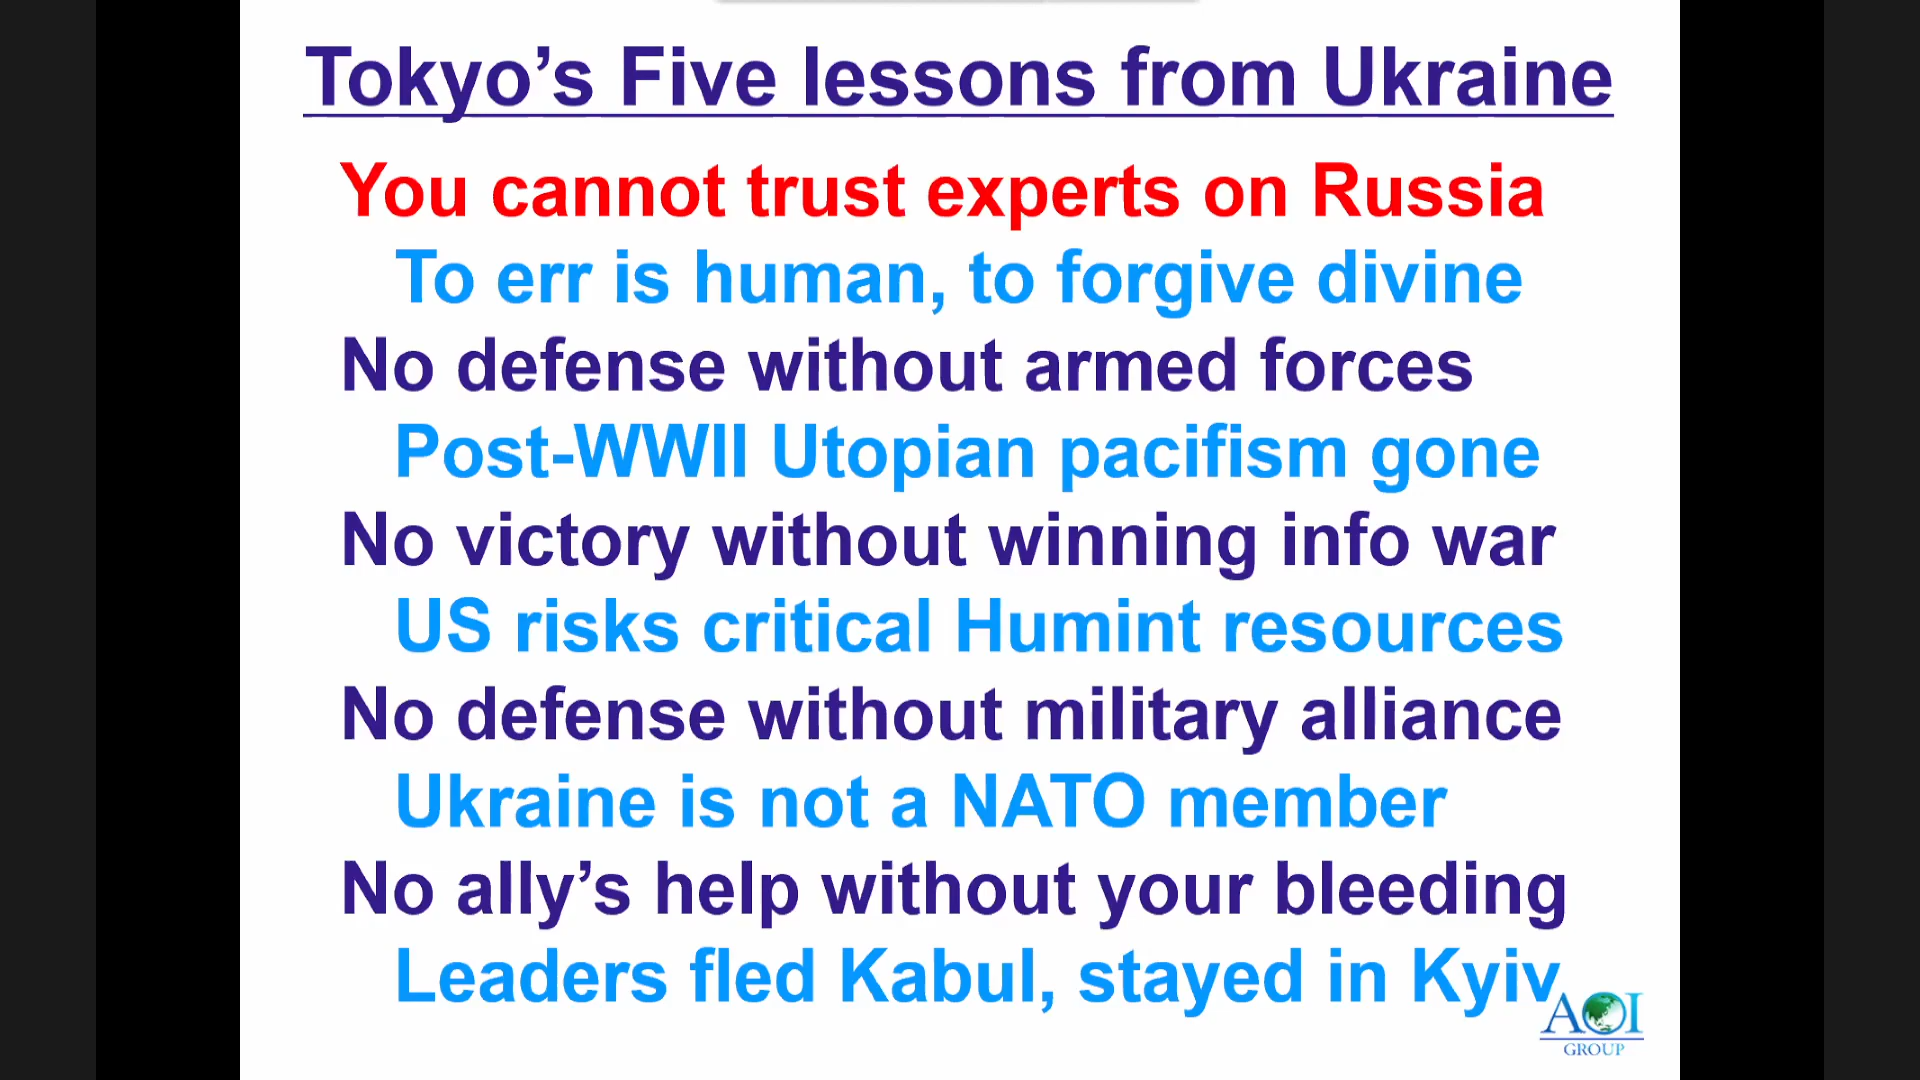 Tokyo’s Five lessons from Ukraine
You cannot trust experts on Russia
To err is human, to forgive divine
No defense without armed forces
Post-WWII Utopian pacifism gone
No victory without winning info war
US risks critical Humint resources
No defense without military alliance
Ukraine is not a NATO member
No ally’s help without your bleeding
Leaders fled Kabul, stayed in Kyiv
AOI
GROUP